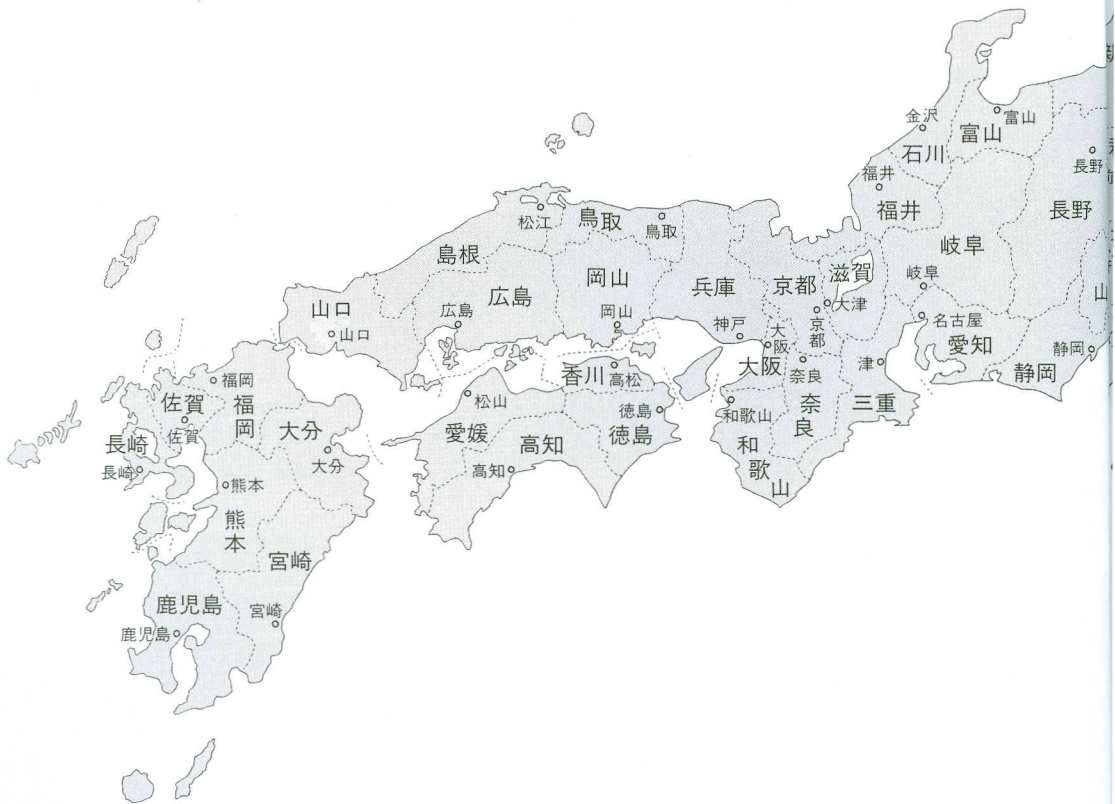 金沢
富山
富山
石川
長野
福井
福井
長野
松江
鳥取
鳥取
岐阜
島根
岡山
滋賀
岐阜
兵庫
京都
広島
大津
山
山口
広島
岡山
京都
名古屋
山口
神戸
大阪
愛知
静岡
大阪
津
静岡
福岡
香川
高松
奈良
佐賀
福岡
松山
徳島
和歌山
奈良
三重
佐賀
大分
愛媛
高知
徳島
和歌山
長崎
大分
長崎
高知
熊本
熊本
宮崎
鹿児島
宮崎
鹿児島